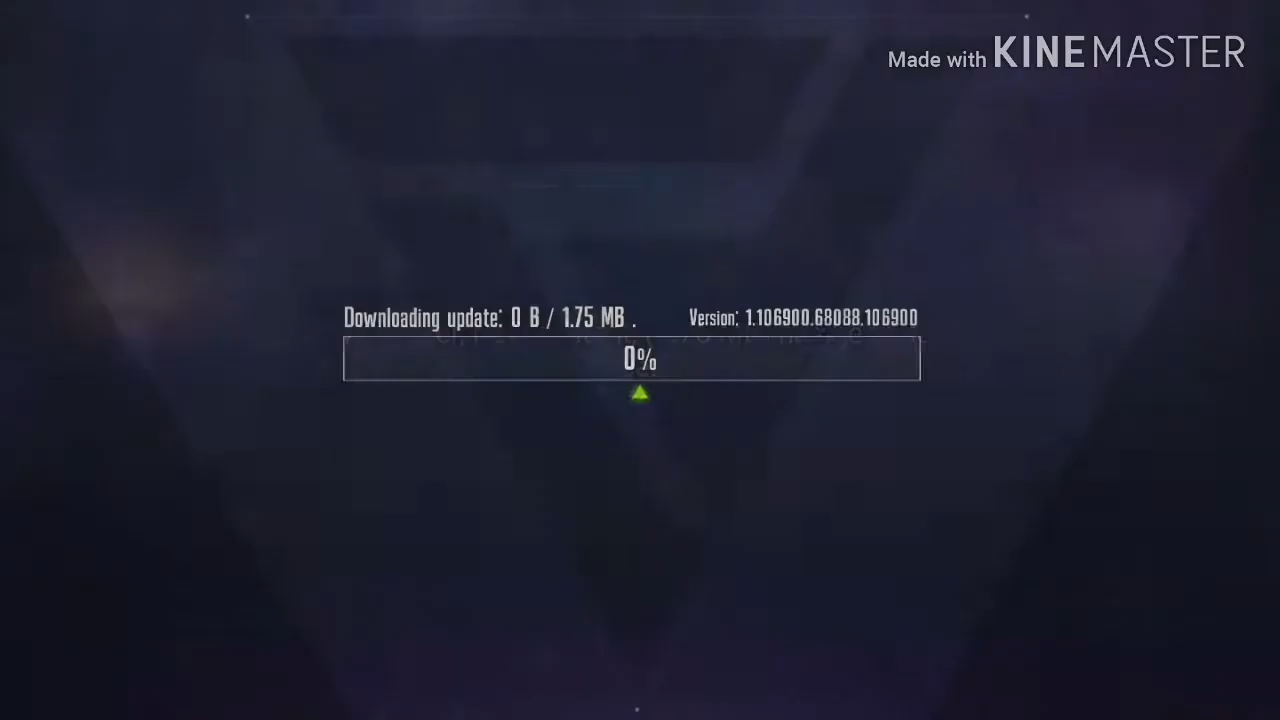 Made with KINEMASTER
Downloading update: 0 B / 1.75 MB . Version: 1.106900.68088.106900
0%